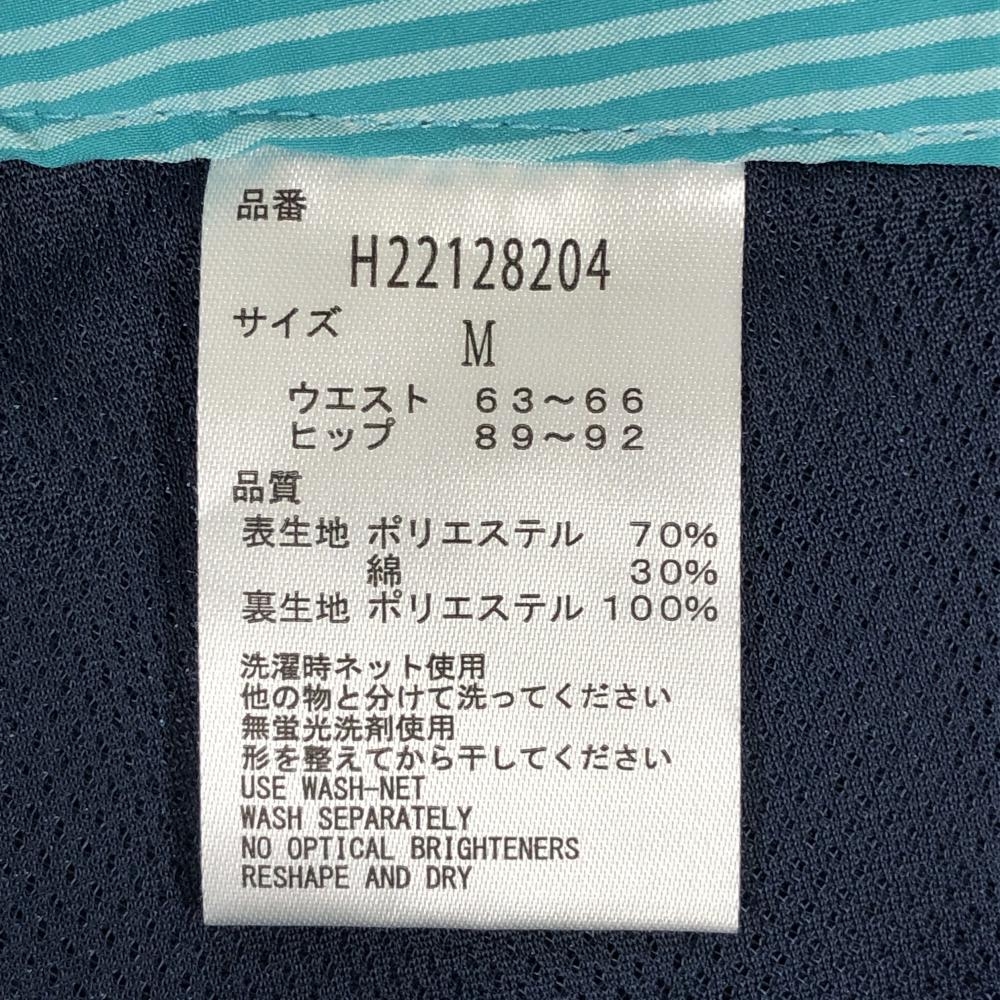 品番
H22128204
サイズ
M
ウエスト 63〜66
ヒップ 89〜92
品質
表生地 ポリエステル 70%
綿 30%
裏生地 ポリエステル 100%
洗濯時ネット使用
他の物と分けて洗ってください
無蛍光洗剤使用
形を整えてから干してください
USE WASH-NET
WASH SEPARATELY
NO OPTICAL BRIGHTENERS
RESHAPE AND DRY